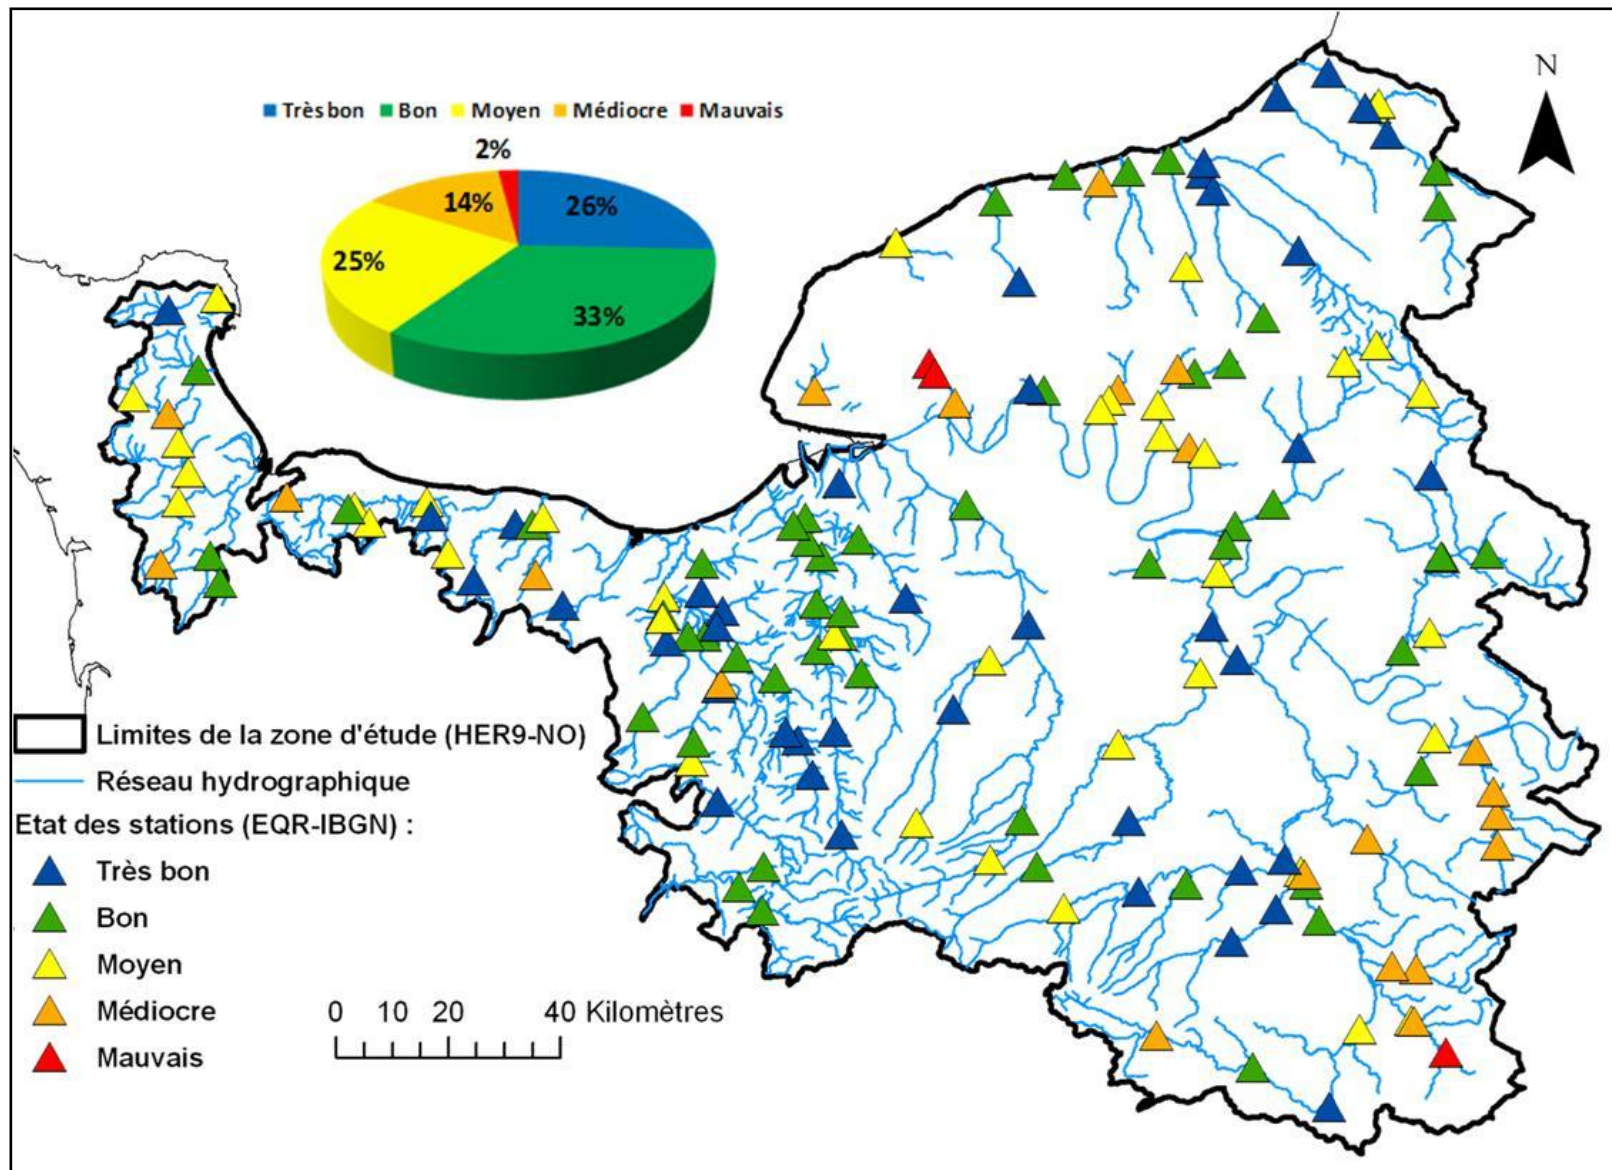 N
Très bon Bon Moyen Médiocre Mauvais
2%
14%
26%
25%
33%
Limites de la zone d'étude (HER9-NO)
Réseau hydrographique
Etat des stations (EQR-IBGN) :
Très bon
Bon
Moyen
Médiocre
Mauvais
0 10 20 40 Kilomètres